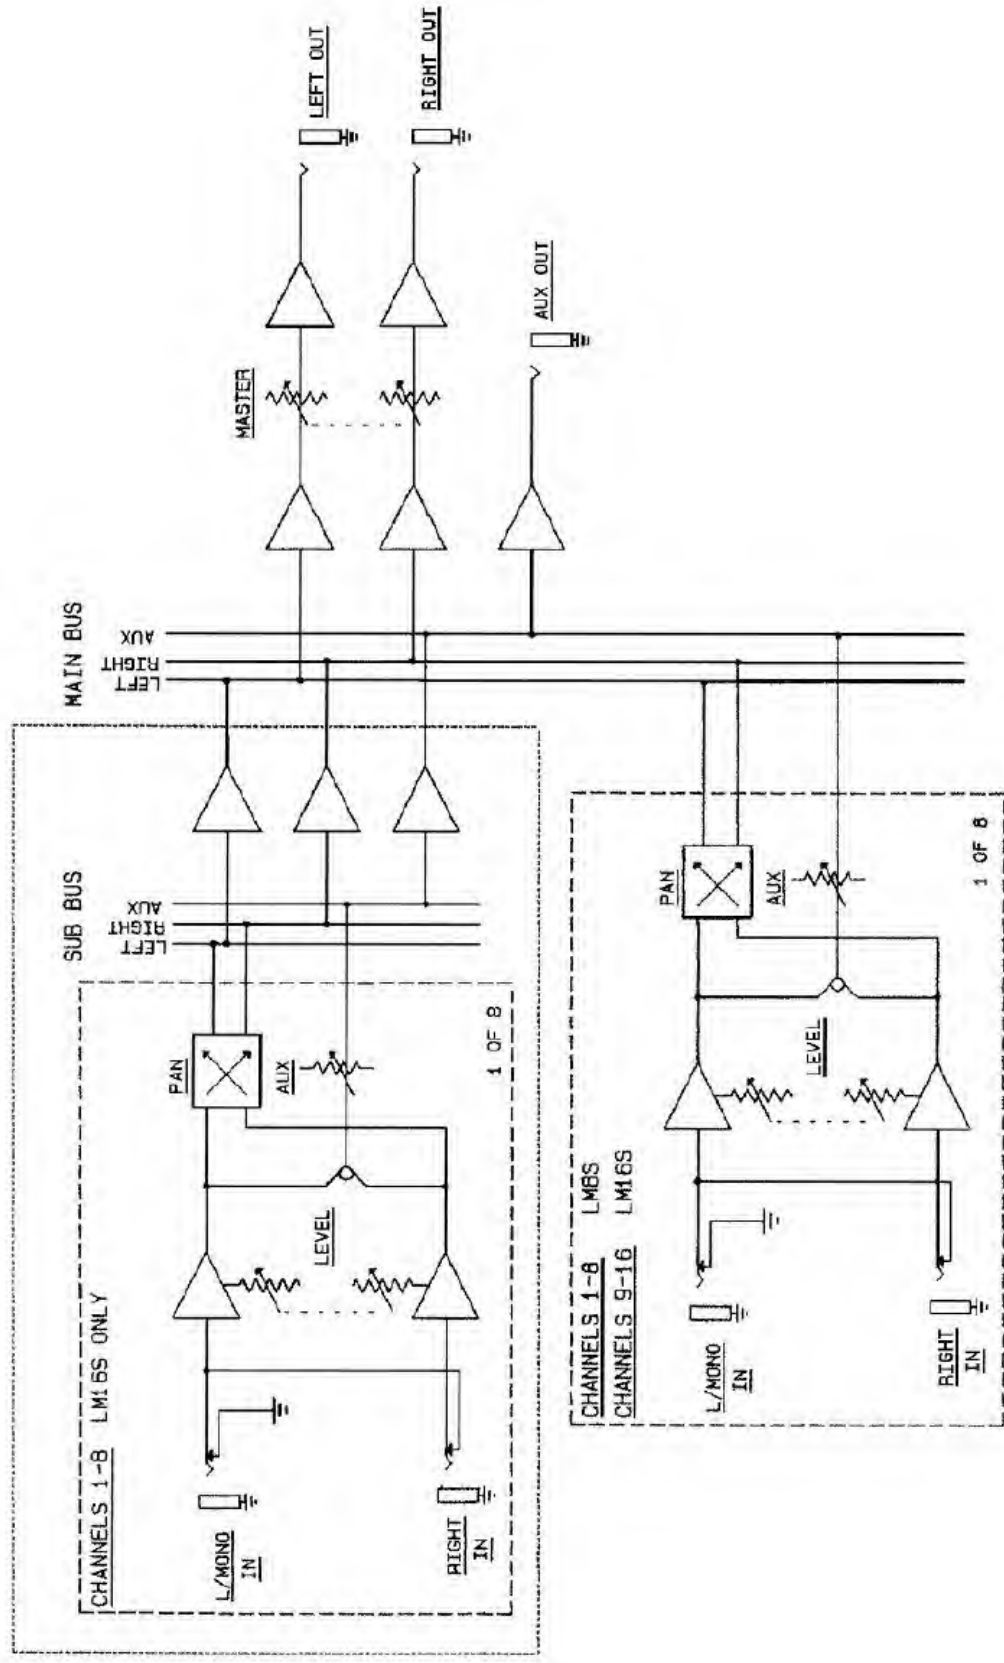 CHANNELS 1-8 LM16S ONLY
L/MONO
IN
RIGHT
IN
LEVEL
PAN
AUX
1 OF 8
SUB BUS
LEFT
RIGHT
AUX
MAIN BUS
LEFT
RIGHT
AUX
MASTER
LEFT OUT
RIGHT OUT
AUX OUT
CHANNELS 1-8 LM8S
CHANNELS 9-16 LM16S
L/MONO
IN
RIGHT
IN
LEVEL
PAN
AUX
1 OF 8